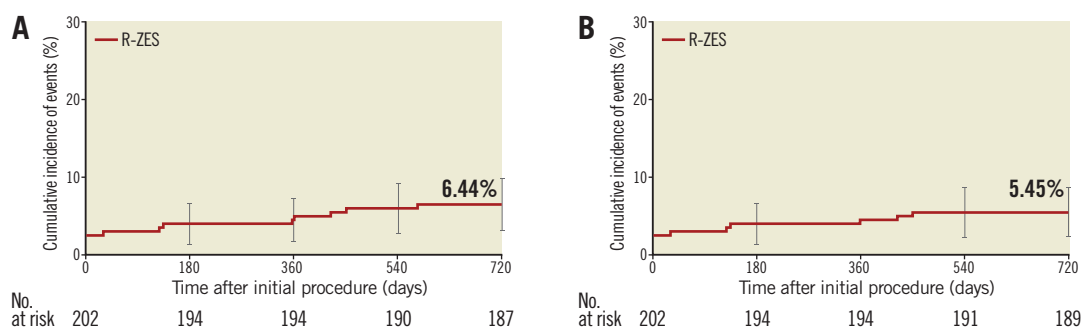 A
Cumulative incidence of events (%)
30
20
10
0
R-ZES
6.44%
0 180 360 540 720
Time after initial procedure (days)
No.
at risk 202 194 194 190 187
B
Cumulative incidence of events (%)
30
20
10
0
R-ZES
5.45%
0 180 360 540 720
Time after initial procedure (days)
No.
at risk 202 194 194 191 189